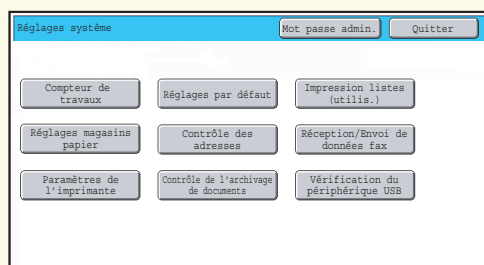 Réglages système
Mot passe admin.
Quitter
Compteur de
travaux
Réglages par défaut
Impression listes
(utilis.)
Réglages magasins
papier
Contrôle des
adresses
Réception/Envoi de
données fax
Paramètres de
l'imprimante
Contrôle de l'archivage
de documents
Vérification du
périphérique USB